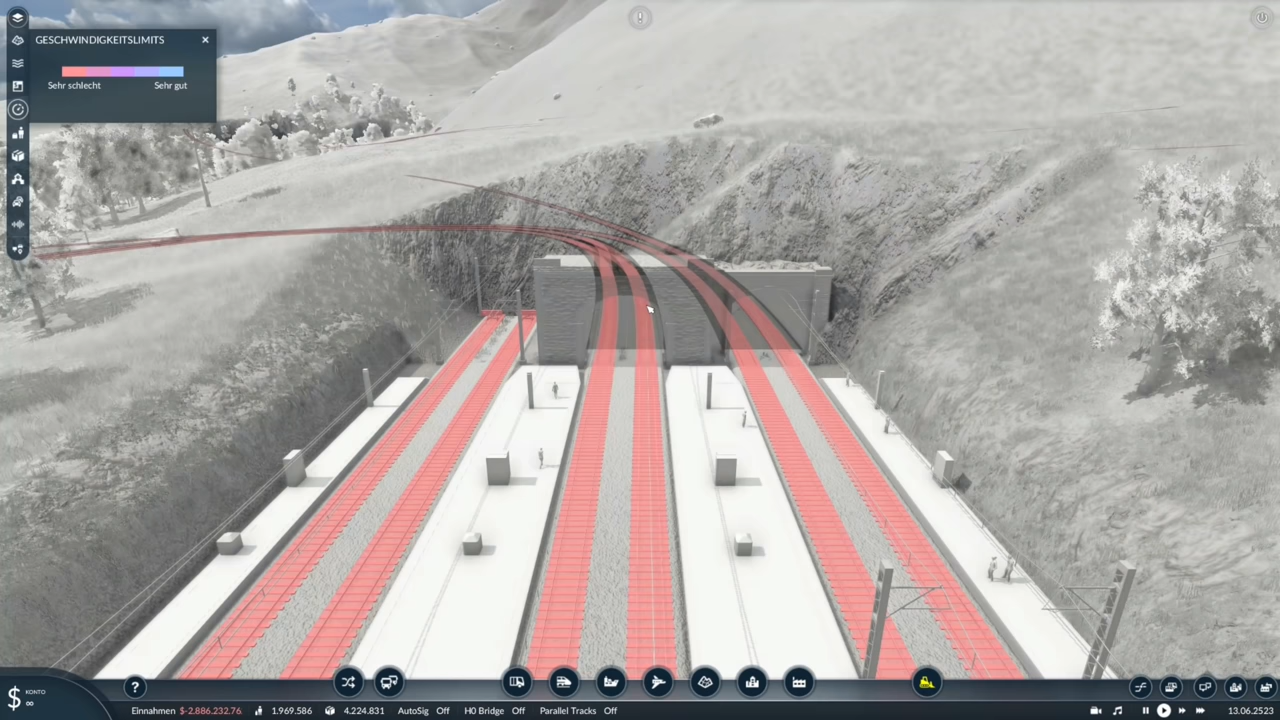 GESCHWINDIGKEITSLIMITS
Sehr schlecht Sehr gut
?
$ KONTO
∞
Einnahmen $-2.886.232.76 1.969.586 4.224.831 AutoSig Off H0 Bridge Off Parallel Tracks Off 13.06.2523